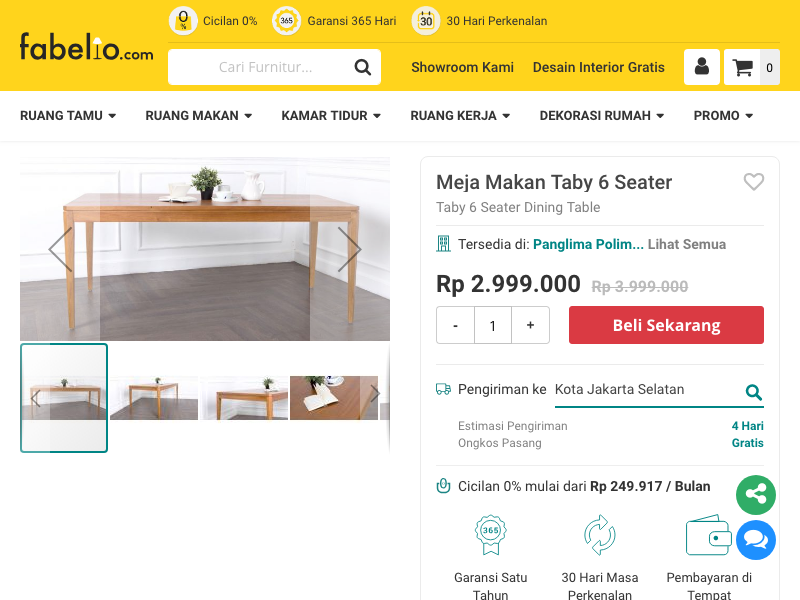 Cicilan 0%
365
Garansi 365 Hari
30
30 Hari Perkenalan
fabelio.com
Cari Furnitur...
Showroom Kami
Desain Interior Gratis
0
RUANG TAMU
RUANG MAKAN
KAMAR TIDUR
RUANG KERJA
DEKORASI RUMAH
PROMO
Meja Makan Taby 6 Seater
Taby 6 Seater Dining Table
Tersedia di: Panglima Polim... Lihat Semua
Rp 2.999.000 Rp 3.999.000
- 1 +
Beli Sekarang
Pengiriman ke Kota Jakarta Selatan
Estimasi Pengiriman 4 Hari
Ongkos Pasang Gratis
Cicilan 0% mulai dari Rp 249.917 / Bulan
365
Garansi Satu
Tahun
30 Hari Masa
Perkenalan
Pembayaran di
Tempat